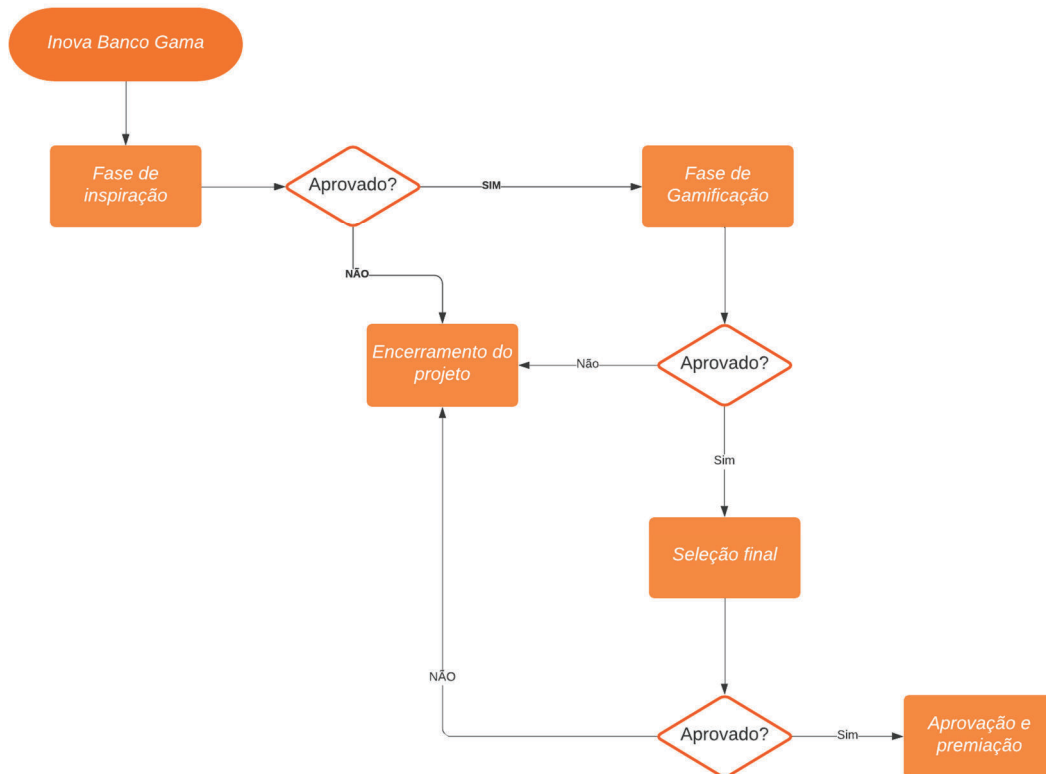 Inova Banco Gama
Fase de
inspiração
Aprovado?
SIM
Fase de
Gamificação
NÃO
Encerramento do
projeto
Não
Aprovado?
Sim
Seleção final
NÃO
Aprovado?
Sim
Aprovação e
premiação